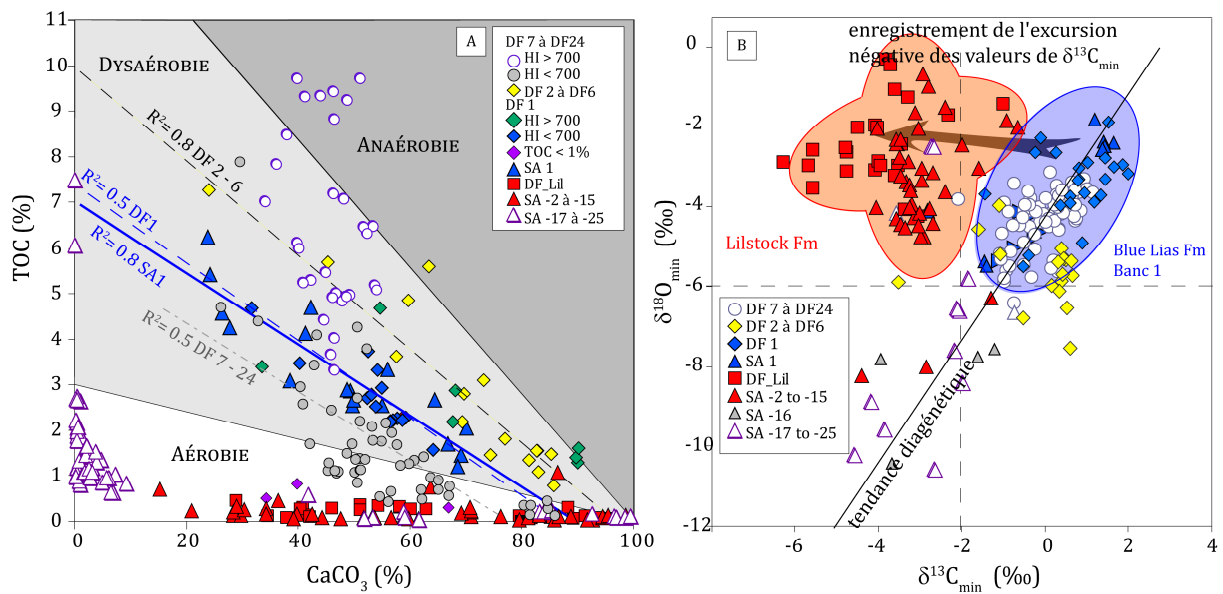 A
DF 7 à DF24
HI > 700
HI < 700
DF 2 à DF6
DF 1
HI > 700
HI < 700
TOC < 1%
SA 1
DF_Lil
SA -2 à -15
SA -17 à -25
DYSAÉROBIE
ANAÉROBIE
AÉROBIE
R²= 0.8 DF 2 - 6
R²= 0.5 DF1
R²= 0.8 SA1
R²= 0.5 DF 7 - 24
TOC (%)
11
10
9
8
7
6
5
4
3
2
1
0
0
20
40
60
80
100
CaCO₃ (%)
B
enregistrement de l'excursion
négative des valeurs de δ¹³Cmin
Lilstock Fm
Blue Lias Fm
Banc 1
tendance diagénétique
DF 7 à DF24
DF 2 à DF6
DF 1
SA 1
DF_Lil
SA -2 to -15
SA -16
SA -17 to -25
δ¹⁸Omin (‰)
0
-2
-4
-6
-8
-10
-12
-6
-4
-2
0
2
4
δ¹³Cmin (‰)